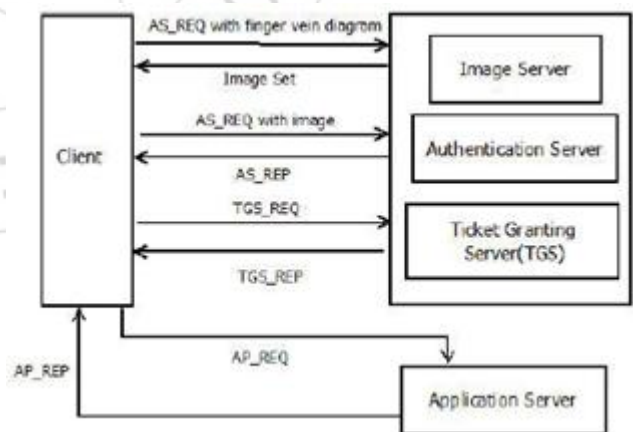 AS_REQ with finger vein diagram
Image Set
AS_REQ with image
AS_REP
TGS_REQ
TGS_REP
Client
Image Server
Authentication Server
Ticket Granting
Server(TGS)
AP_REP
AP_REQ
Application Server